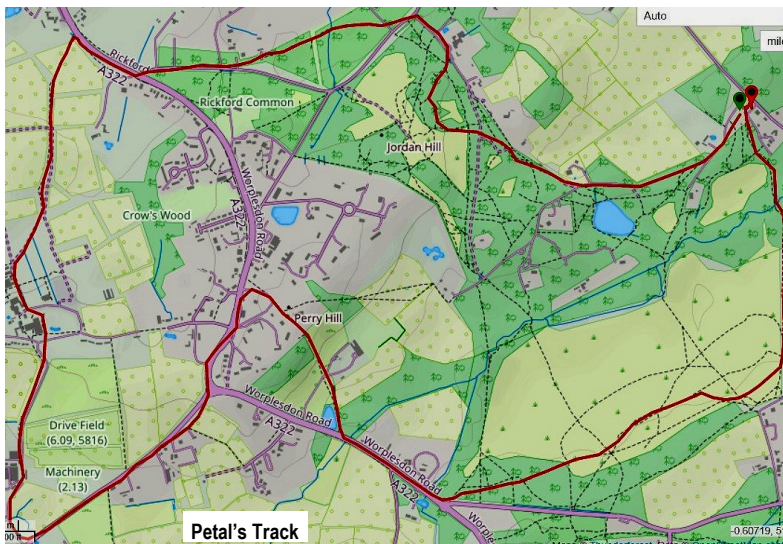 Auto
mile
Rickford
A322
Rickford Common
Jordan Hill
Worplesdon Road
A322
Crow's Wood
Perry Hill
Worplesdon Road
A322
Worplesdon Road
A322
Drive Field
(6.09, 5816)
Machinery
(2.13)
Petal's Track
-0.60719, 5